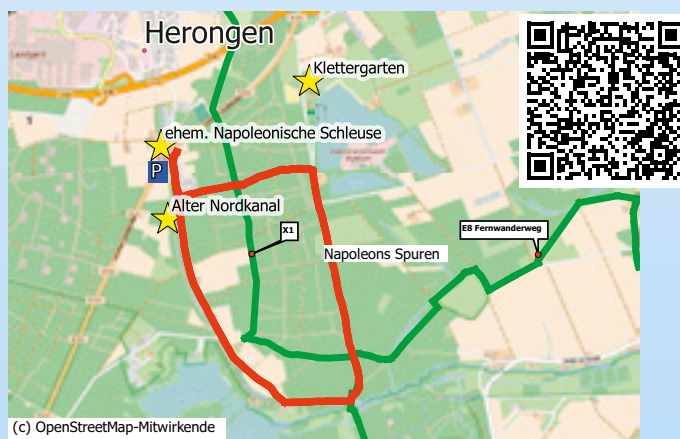 Herongen
Klettergarten
ehem. Napoleonische Schleuse
P
Alter Nordkanal
X1
E8 Fernwanderweg
Napoleons Spuren
(c) OpenStreetMap-Mitwirkende